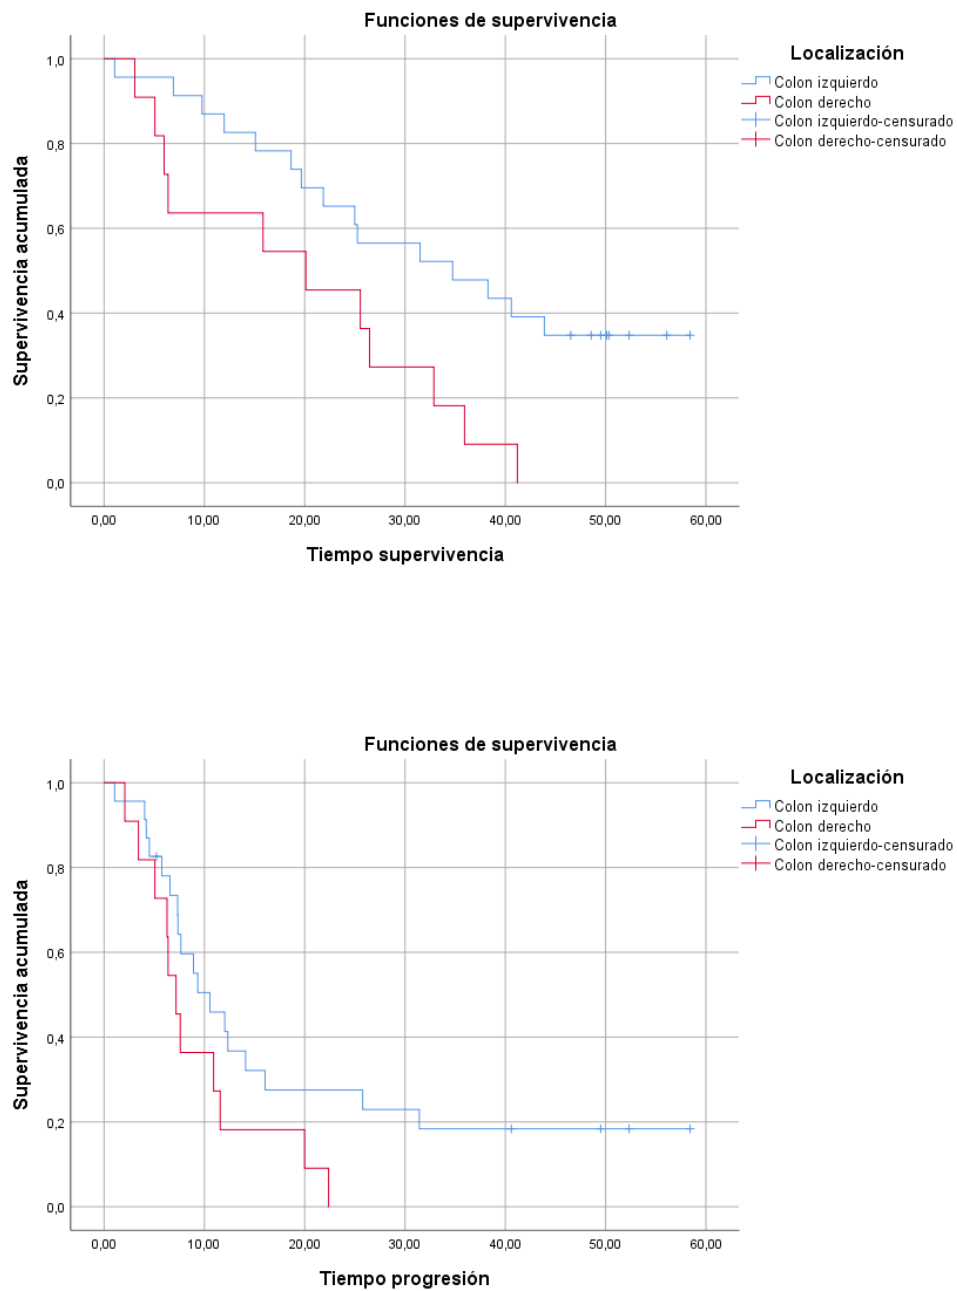 Funciones de supervivencia
Localización
Colon izquierdo
Colon derecho
Colon izquierdo-censurado
Colon derecho-censurado
Supervivencia acumulada
1,0
0,8
0,6
0,4
0,2
0,0
0,00 10,00 20,00 30,00 40,00 50,00 60,00
Tiempo supervivencia
Funciones de supervivencia
Localización
Colon izquierdo
Colon derecho
Colon izquierdo-censurado
Colon derecho-censurado
Supervivencia acumulada
1,0
0,8
0,6
0,4
0,2
0,0
0,00 10,00 20,00 30,00 40,00 50,00 60,00
Tiempo progresión